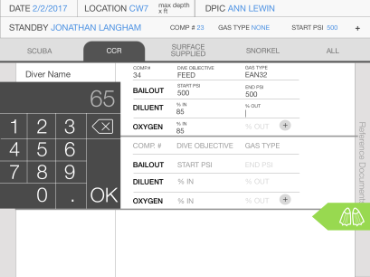 DATE 2/2/2017 LOCATION CW7 max depth x ft DPIC ANN LEWIN
STANDBY JONATHAN LANGHAM COMP # 23 GAS TYPE NONE START PSI 500 +
SCUBA CCR SURFACE SUPPLIED SNORKEL ALL
Diver Name COMP# DIVE OBJECTIVE GAS TYPE
34 FEED EAN32
START PSI END PSI
BAILOUT 500 500
65 DILUENT % IN 85 % OUT
OXYGEN % IN 85 % OUT +
1 2 3
COMP. # DIVE OBJECTIVE GAS TYPE
4 5 6
BAILOUT START PSI END PSI
7 8 9
DILUENT % IN % OUT
0 . OK OXYGEN % IN % OUT +
Reference Documents